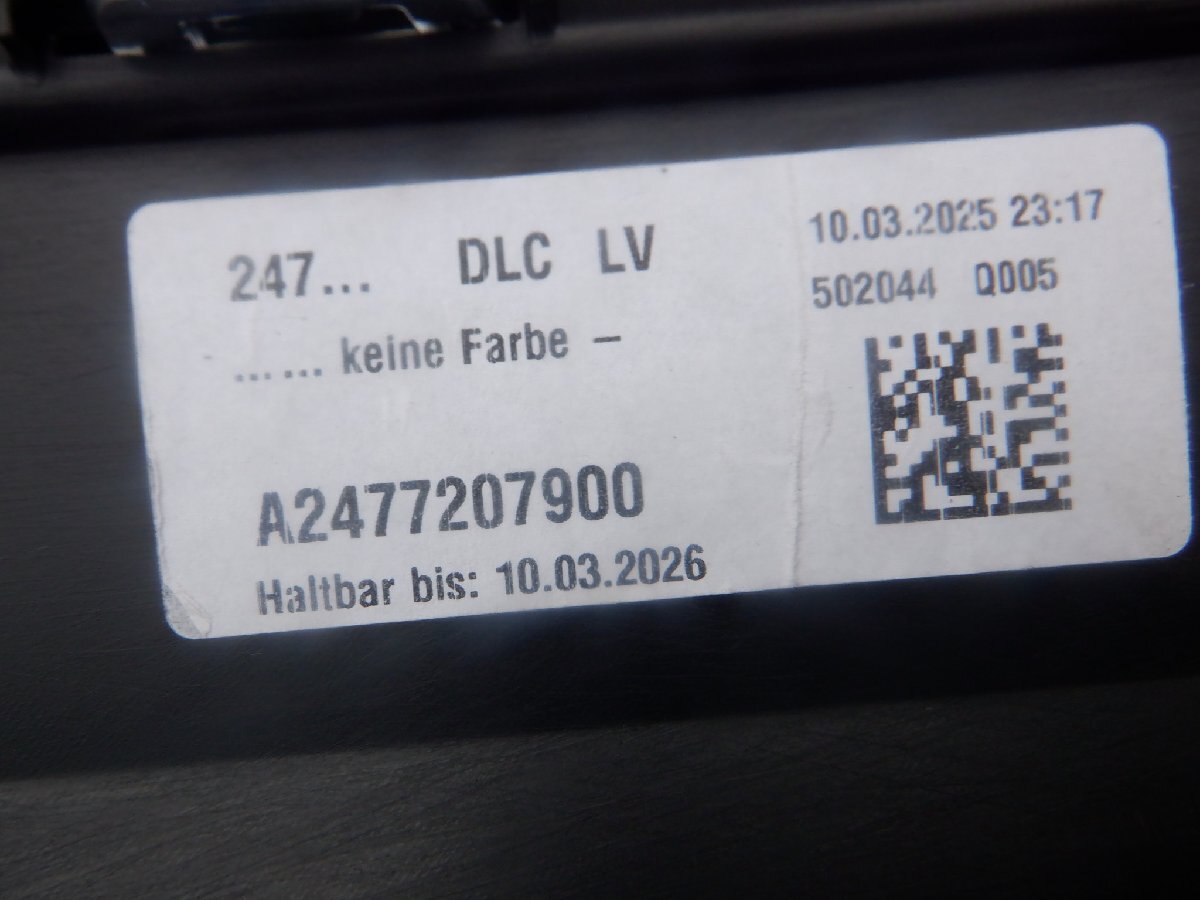 247... DLC LV
... ... keine Farbe –
A2477207900
Haltbar bis: 10.03.2026
10.03.2025 23:17
502044 Q005